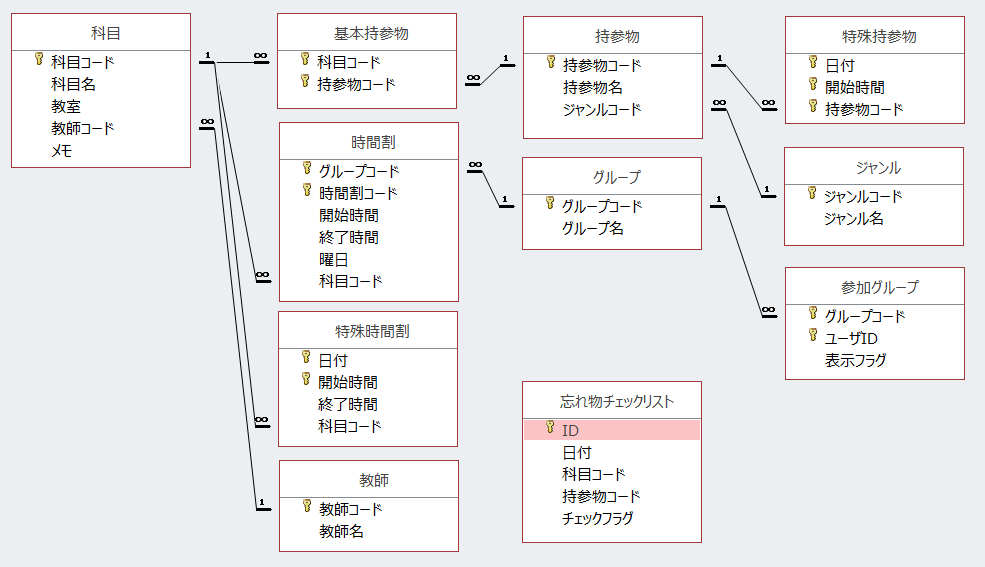 科目
科目コード
科目名
教室
教師コード
メモ
1
∞
∞
基本持参物
科目コード
持参物コード
∞
1
時間割
グループコード
時間割コード
開始時間
終了時間
曜日
科目コード
∞
∞
1
特殊時間割
日付
開始時間
終了時間
科目コード
∞
教師
教師コード
教師名
1
持参物
持参物コード
持参物名
ジャンルコード
1
∞
∞
1
グループ
グループコード
グループ名
1
∞
忘れ物チェックリスト
ID
日付
科目コード
持参物コード
チェックフラグ
特殊持参物
日付
開始時間
持参物コード
ジャンル
ジャンルコード
ジャンル名
参加グループ
グループコード
ユーザID
表示フラグ